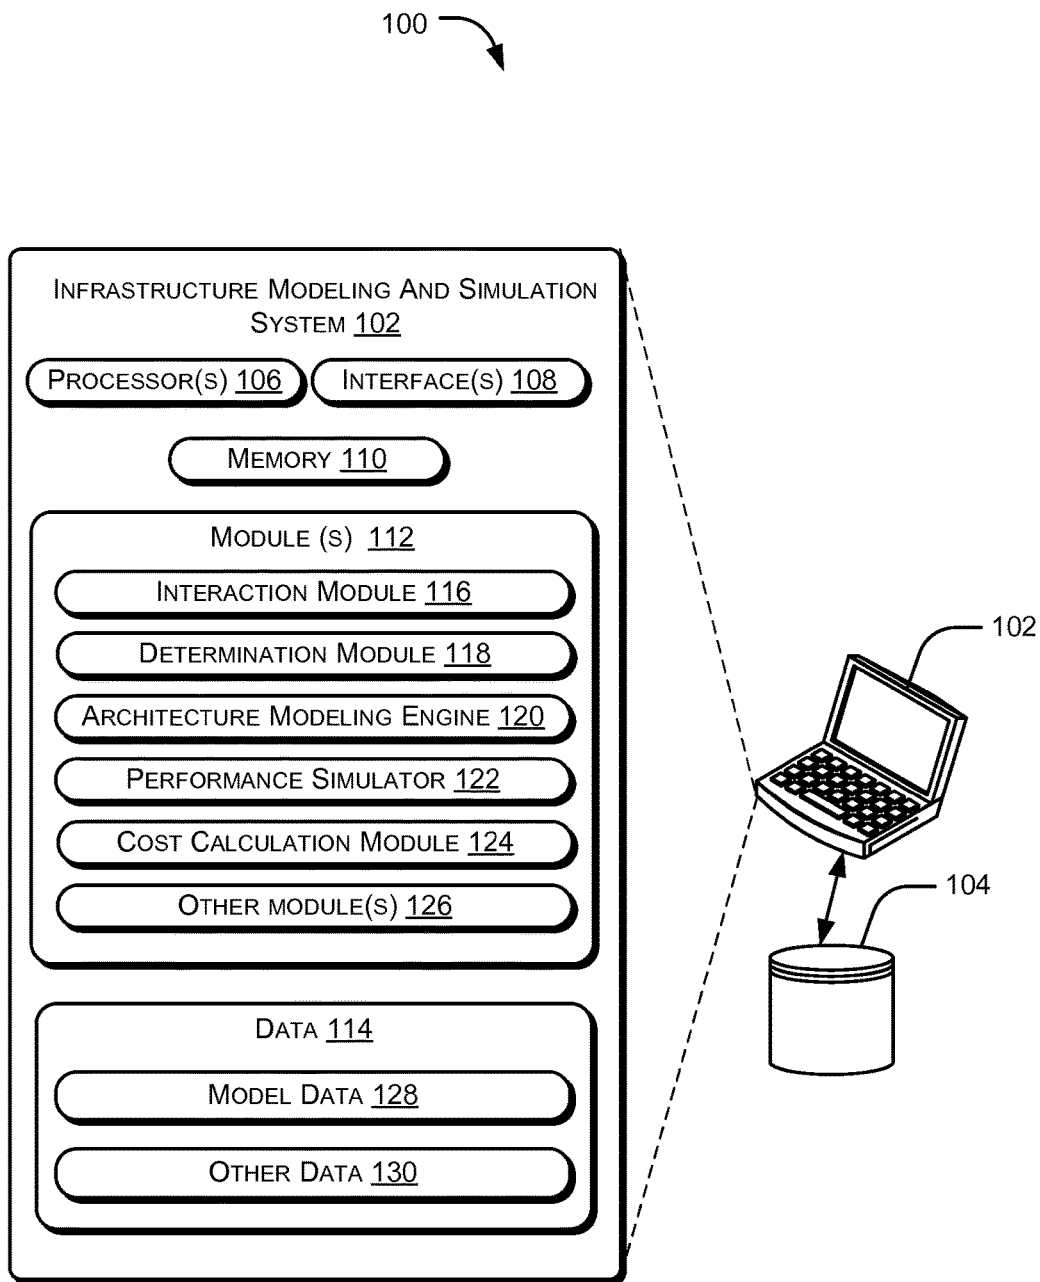 100
INFRASTRUCTURE MODELING AND SIMULATION
SYSTEM 102
PROCESSOR(S) 106
INTERFACE(S) 108
MEMORY 110
MODULE (S) 112
INTERACTION MODULE 116
DETERMINATION MODULE 118
ARCHITECTURE MODELING ENGINE 120
PERFORMANCE SIMULATOR 122
COST CALCULATION MODULE 124
OTHER MODULE(S) 126
DATA 114
MODEL DATA 128
OTHER DATA 130
102
104